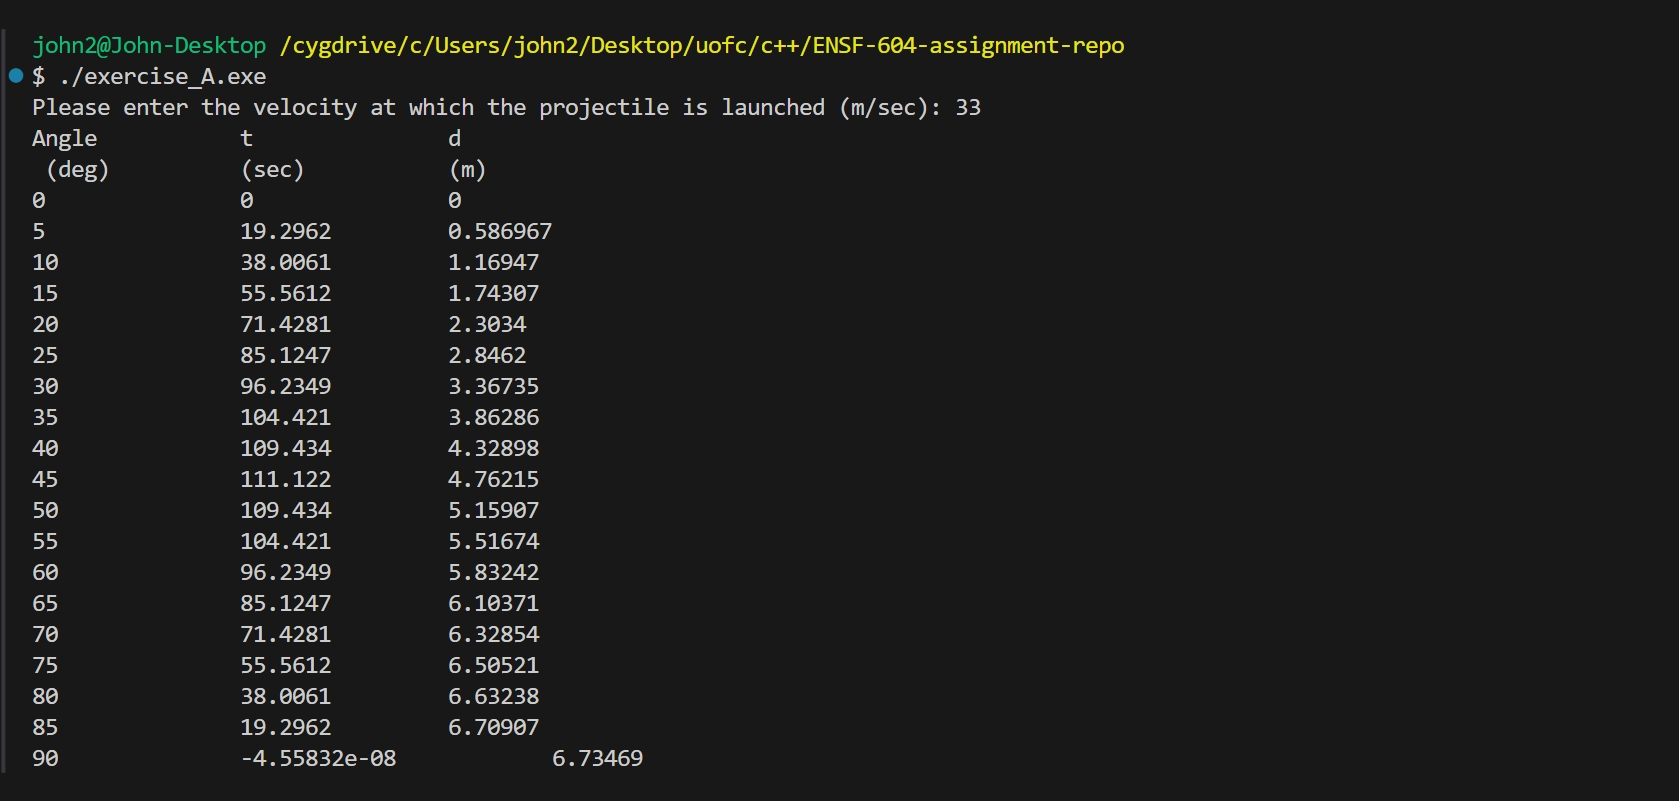 john2@John-Desktop /cygdrive/c/Users/john2/Desktop/uofc/c++/ENSF-604-assignment-repo
$ ./exercise_A.exe
Please enter the velocity at which the projectile is launched (m/sec): 33
Angle t d
(deg) (sec) (m)
0 0 0
5 19.2962 0.586967
10 38.0061 1.16947
15 55.5612 1.74307
20 71.4281 2.3034
25 85.1247 2.8462
30 96.2349 3.36735
35 104.421 3.86286
40 109.434 4.32898
45 111.122 4.76215
50 109.434 5.15907
55 104.421 5.51674
60 96.2349 5.83242
65 85.1247 6.10371
70 71.4281 6.32854
75 55.5612 6.50521
80 38.0061 6.63238
85 19.2962 6.70907
90 -4.55832e-08 6.73469